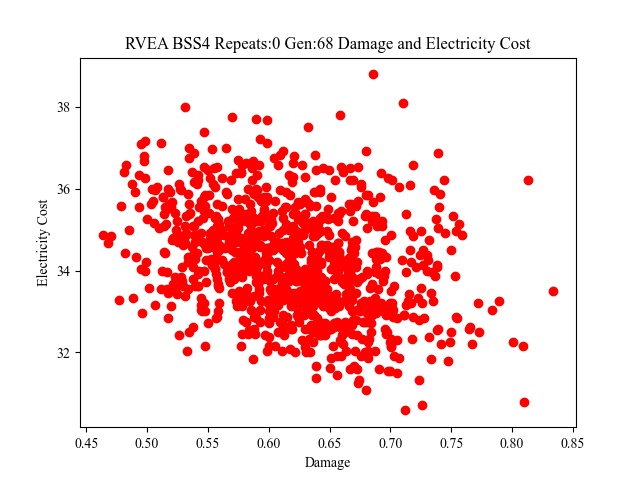 RVEA BSS4 Repeats:0 Gen:68 Damage and Electricity Cost
38
36
34
32
Electricity Cost
0.45 0.50 0.55 0.60 0.65 0.70 0.75 0.80 0.85
Damage